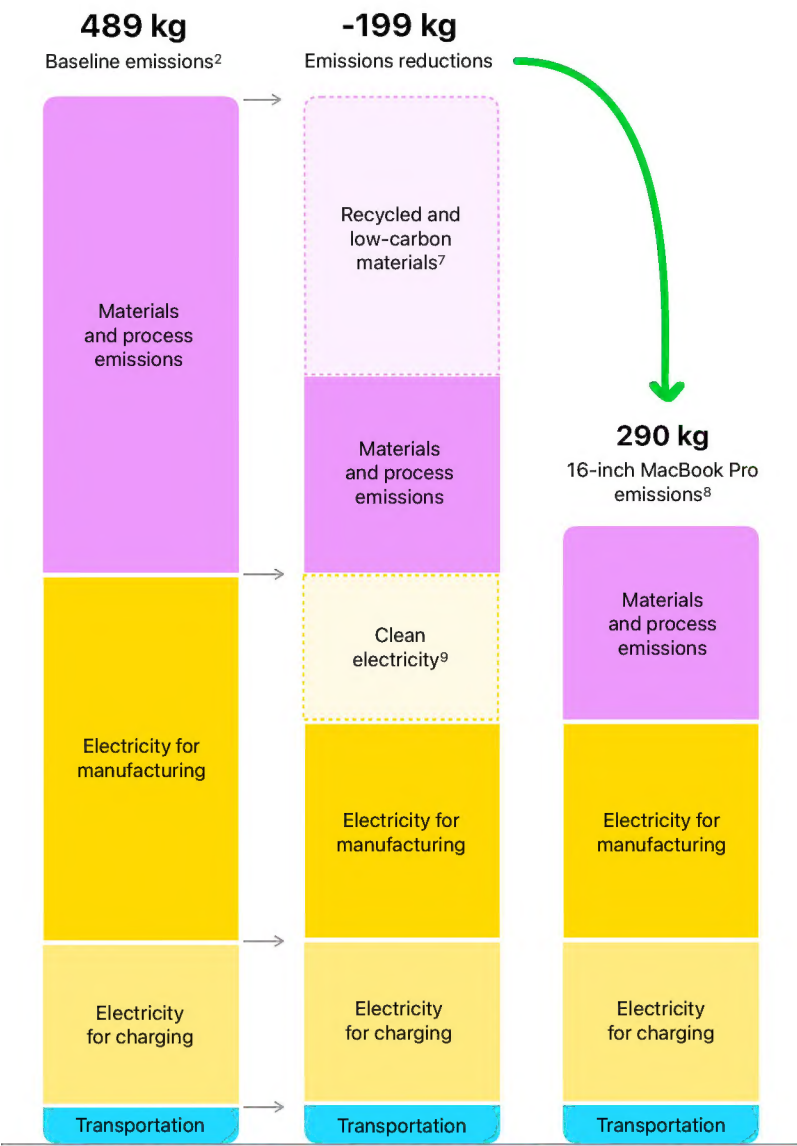 489 kg
Baseline emissions²
Materials
and process
emissions
Electricity for
manufacturing
Electricity
for charging
Transportation
-199 kg
Emissions reductions
Recycled and
low-carbon
materials⁷
Materials
and process
emissions
Clean
electricity⁹
Electricity for
manufacturing
Electricity
for charging
Transportation
290 kg
16-inch MacBook Pro
emissions⁸
Materials
and process
emissions
Electricity for
manufacturing
Electricity
for charging
Transportation